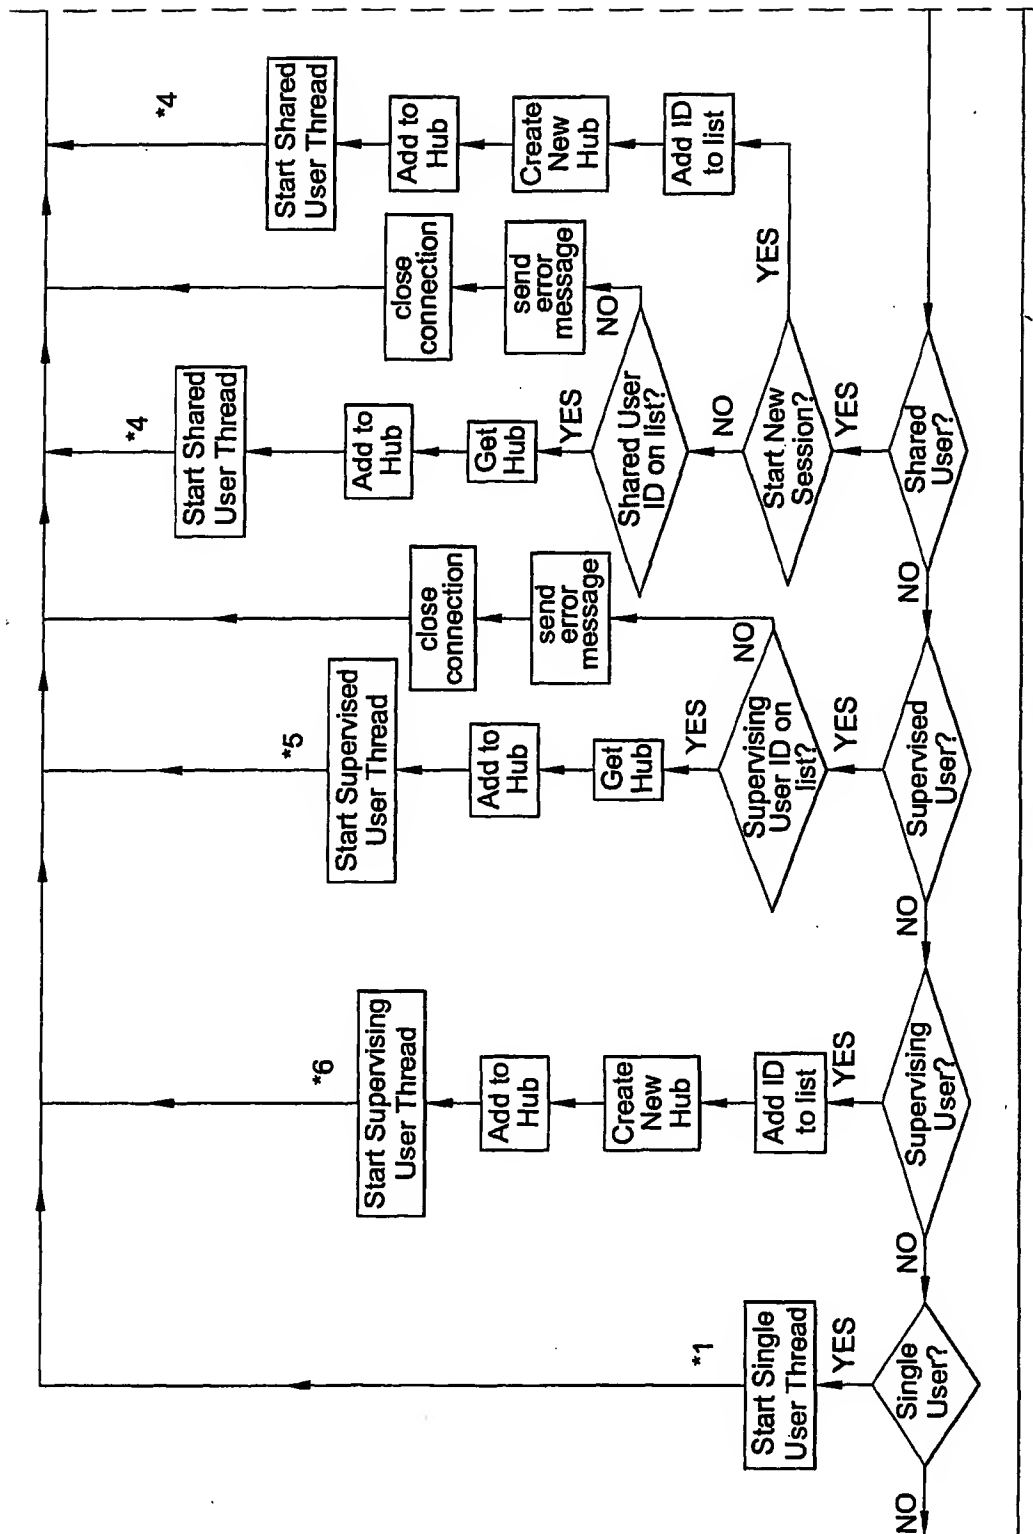 *4
*4
Start Shared
User Thread
*5
Start Shared
User Thread
*6
Start Supervised
User Thread
Add to
Hub
Start Supervising
User Thread
close
connection
Add to
Hub
close
connection
Add to
Hub
Get
Hub
Add to
Hub
send
error
message
Create
New
Hub
YES
send
error
message
NO
Get
Hub
Shared User
ID on list?
Create
New
Hub
YES
*1
Add ID
to list
NO
NO
YES
Supervising
User ID on
list?
Start New
Session?
Start Single
User Thread
Add ID
to list
YES
YES
YES
YES
NO
Single
User?
NO
Supervising
User?
NO
Supervised
User?
NO
Shared
User?